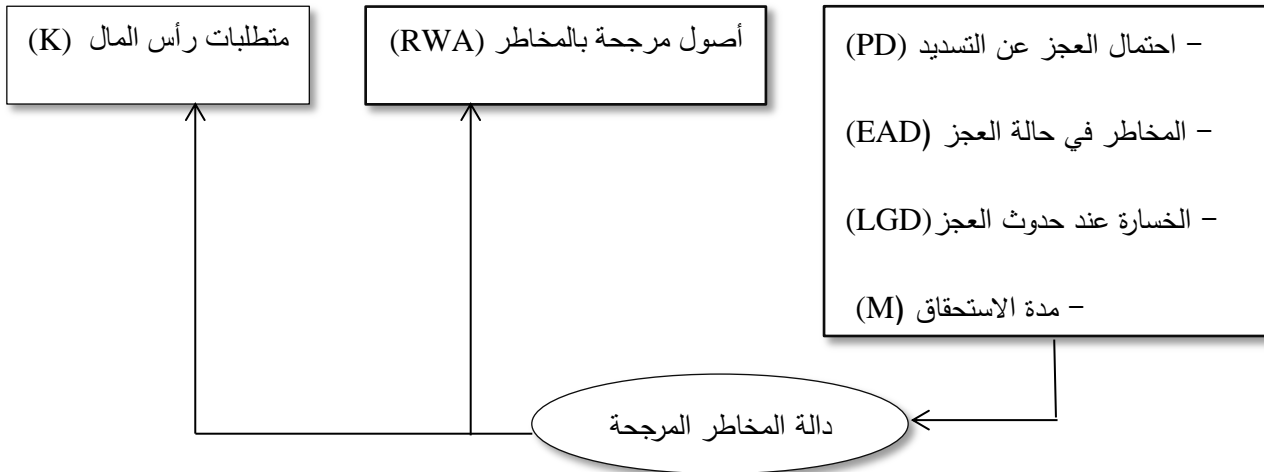 - احتمال العجز عن التسديد (PD)
- المخاطر في حالة العجز (EAD)
- الخسارة عند حدوث العجز (LGD)
- مدة الاستحقاق (M)
أصول مرجحة بالمخاطر (RWA)
متطلبات رأس المال (K)
دالة المخاطر المرجحة